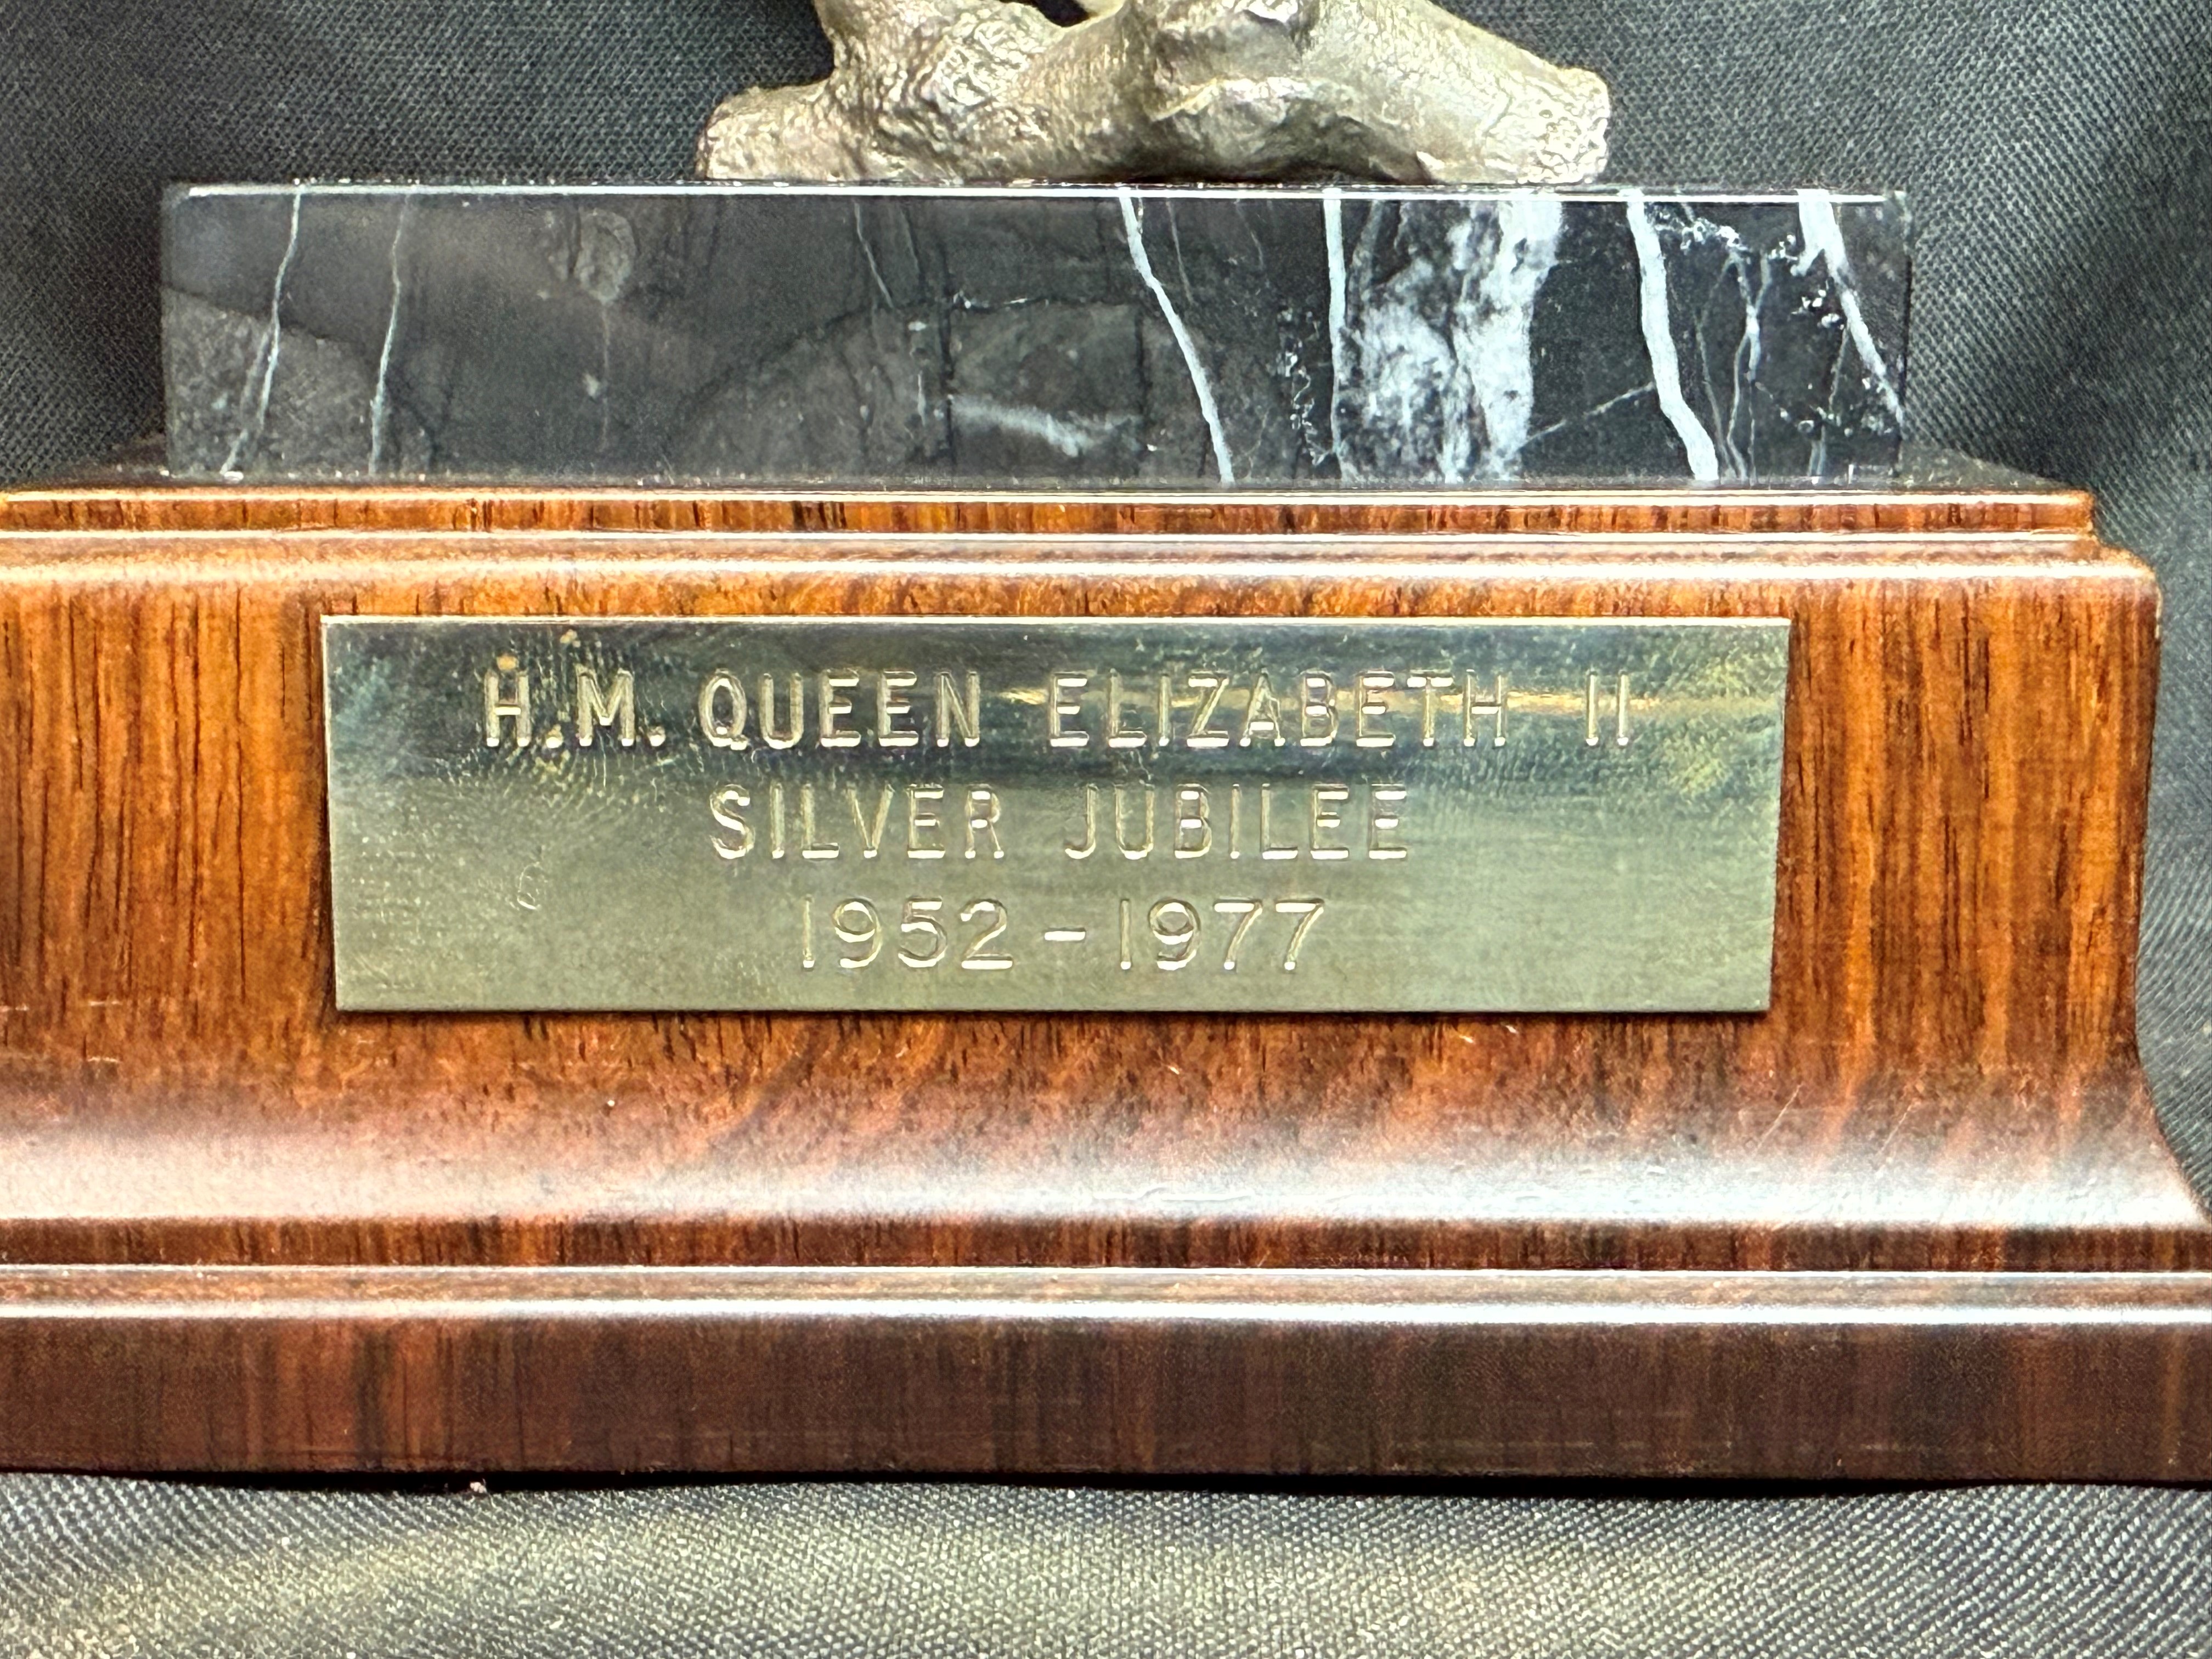 H.M. QUEEN ELIZABETH II
SILVER JUBILEE
1952-1977